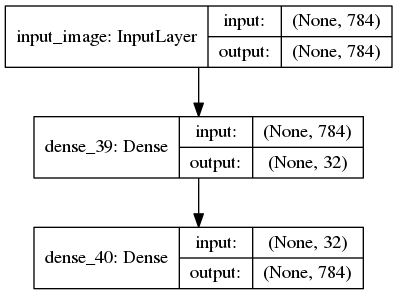 input_image: InputLayer
input: (None, 784)
output: (None, 784)
dense_39: Dense
input: (None, 784)
output: (None, 32)
dense_40: Dense
input: (None, 32)
output: (None, 784)